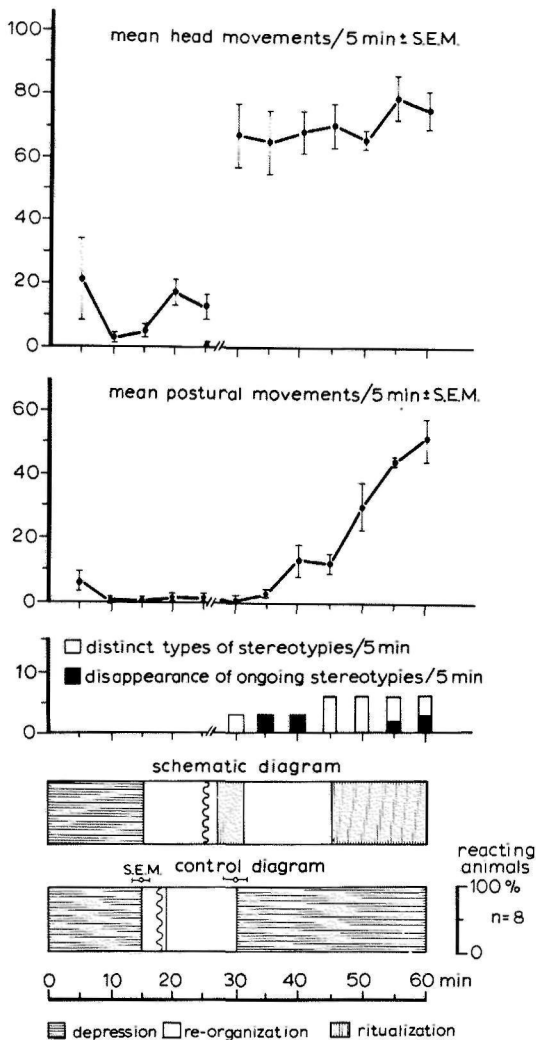 100
mean head movements/5 min ± S.E.M.
80
60
40
20
0
mean postural movements/5 min ± S.E.M.
60
40
20
0
distinct types of stereotypies/5 min
disappearance of ongoing stereotypies/5 min
10
0
schematic diagram
S.E.M. control diagram
reacting
animals
100 %
n=8
0
0 10 20 30 40 50 60 min
depression re-organization ritualization